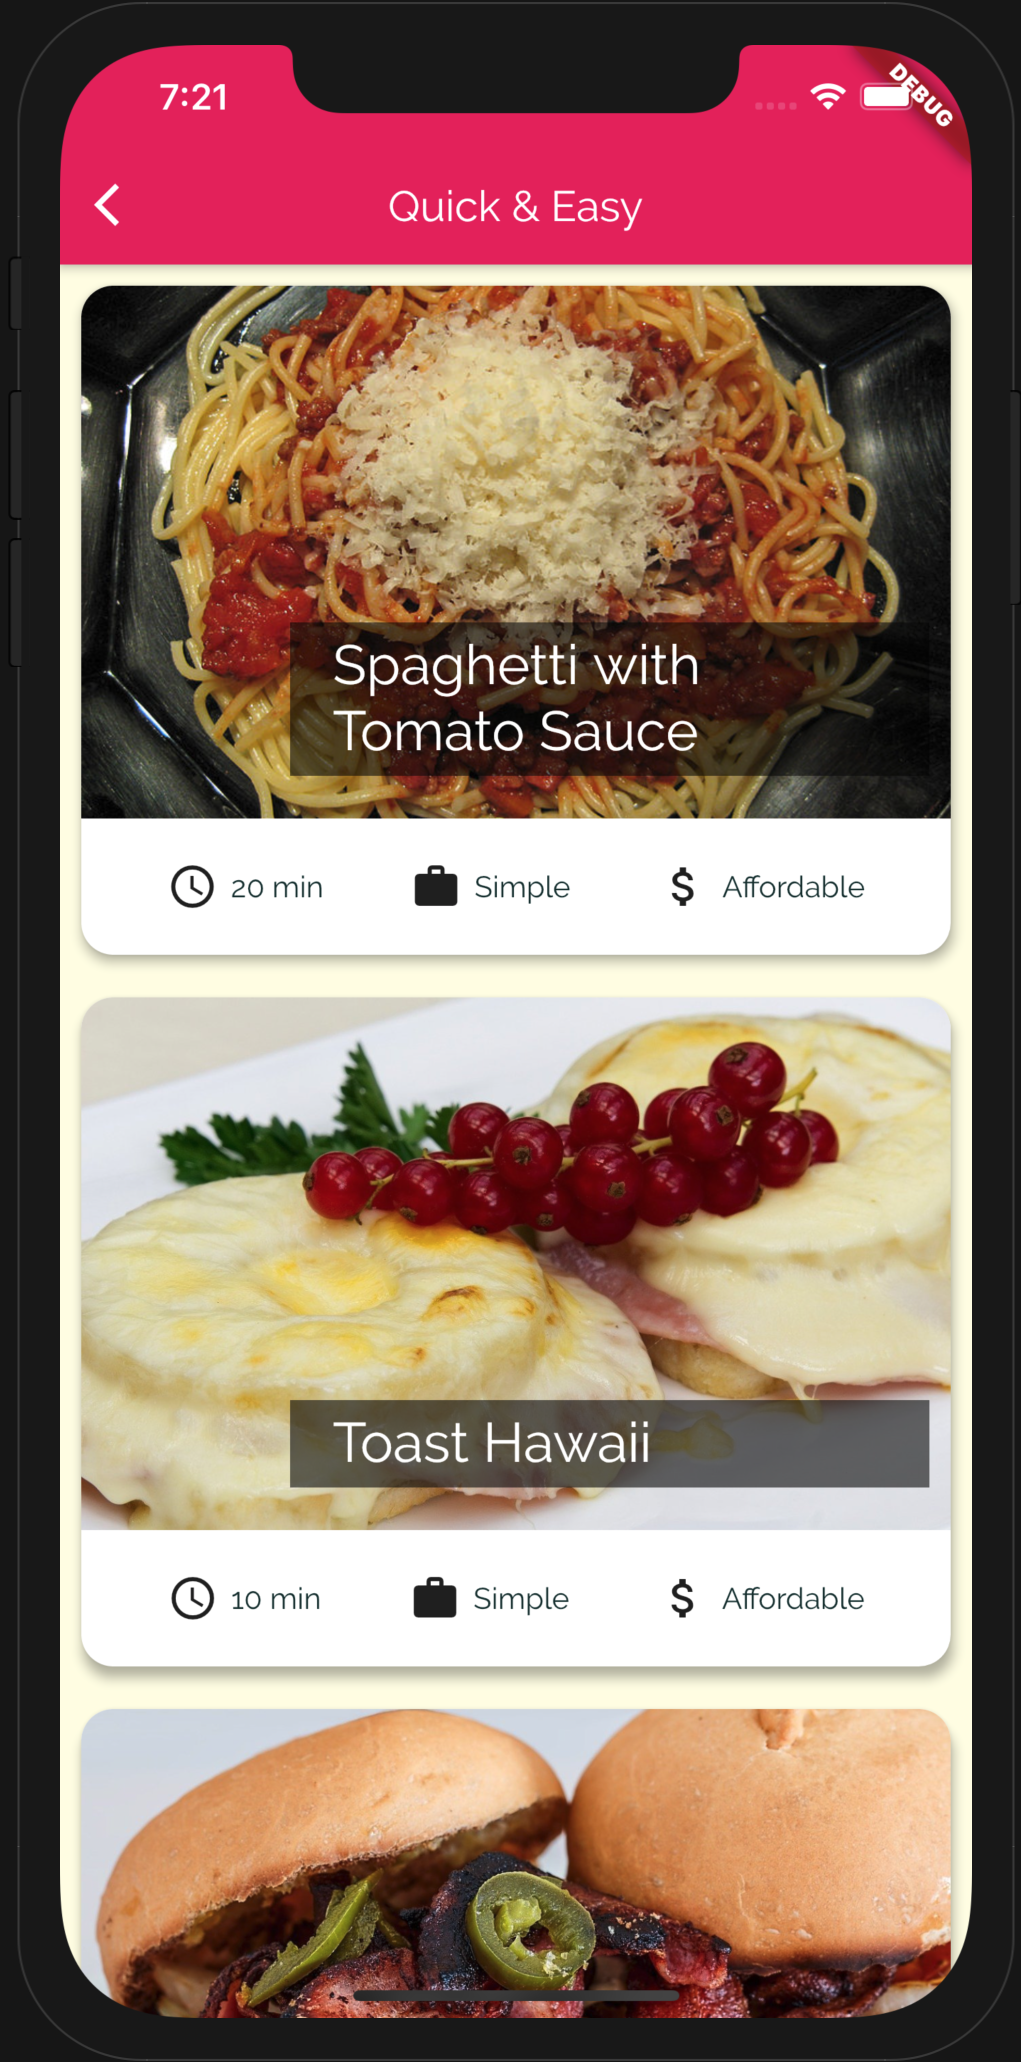 7:21
DEBUG
Quick & Easy
Spaghetti with
Tomato Sauce
20 min
Simple
Affordable
Toast Hawaii
10 min
Simple
Affordable